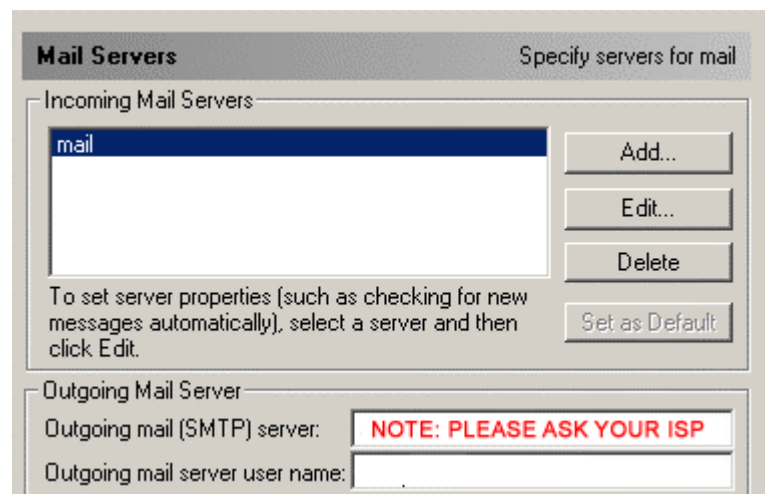 Mail Servers Specify servers for mail
Incoming Mail Servers
mail
Add...
Edit...
Delete
To set server properties (such as checking for new
messages automatically), select a server and then
click Edit.
Set as Default
Outgoing Mail Server
Outgoing mail (SMTP) server: NOTE: PLEASE ASK YOUR ISP
Outgoing mail server user name: